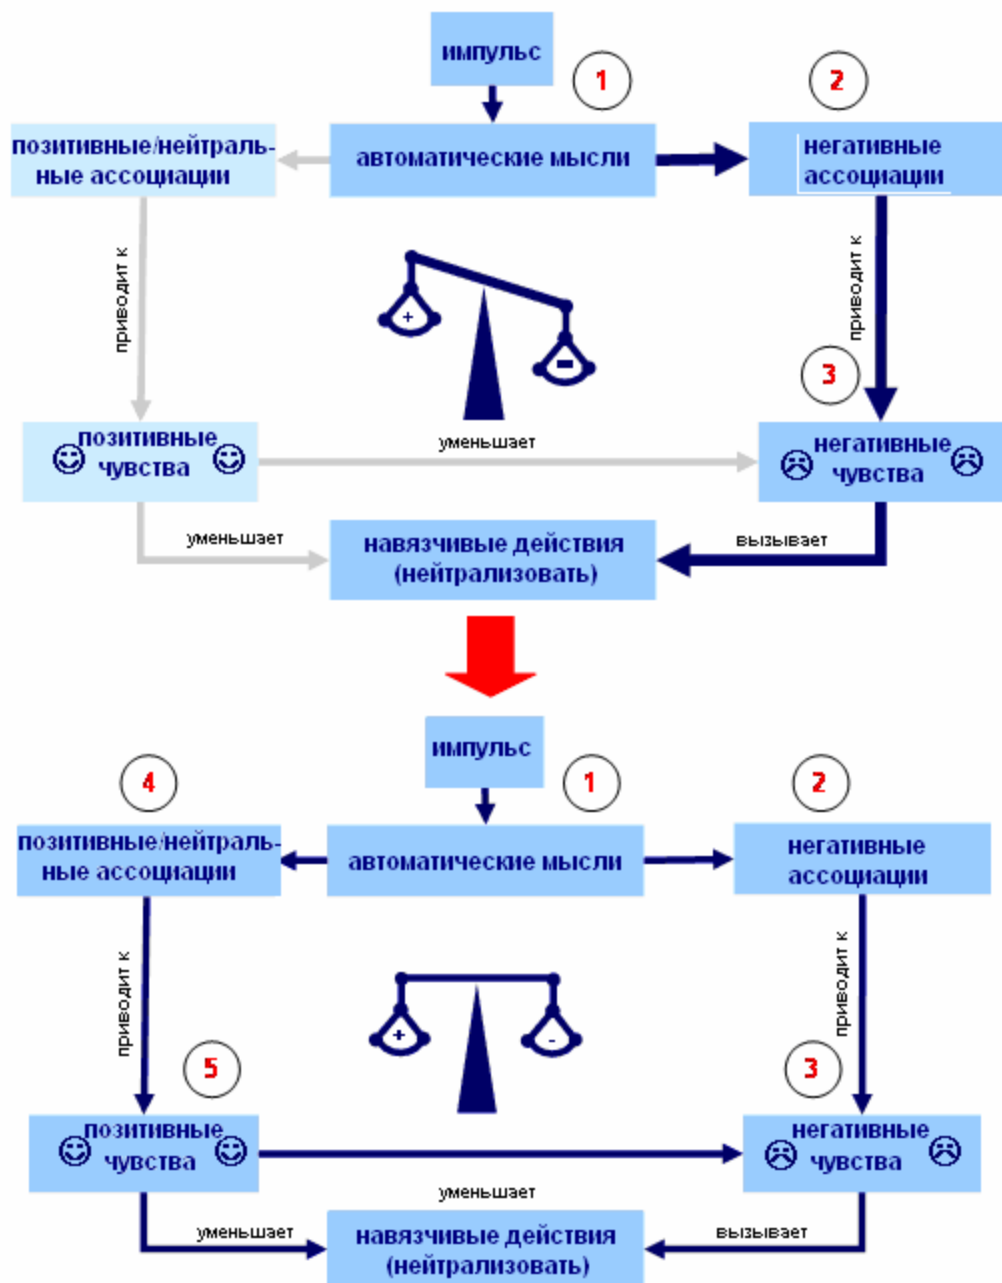 импульс
1
2
позитивные/нейтраль-
ные ассоциации
автоматические мысли
негативные
ассоциации
приводит к
приводит к
+
-
3
позитивные
чувства
уменьшает
негативные
чувства
уменьшает
навязчивые действия
(нейтрализовать)
вызывает
импульс
4
1
2
позитивные/нейтраль-
ные ассоциации
автоматические мысли
негативные
ассоциации
приводит к
приводит к
+
-
5
3
позитивные
чувства
негативные
чувства
уменьшает
уменьшает
навязчивые действия
(нейтрализовать)
вызывает